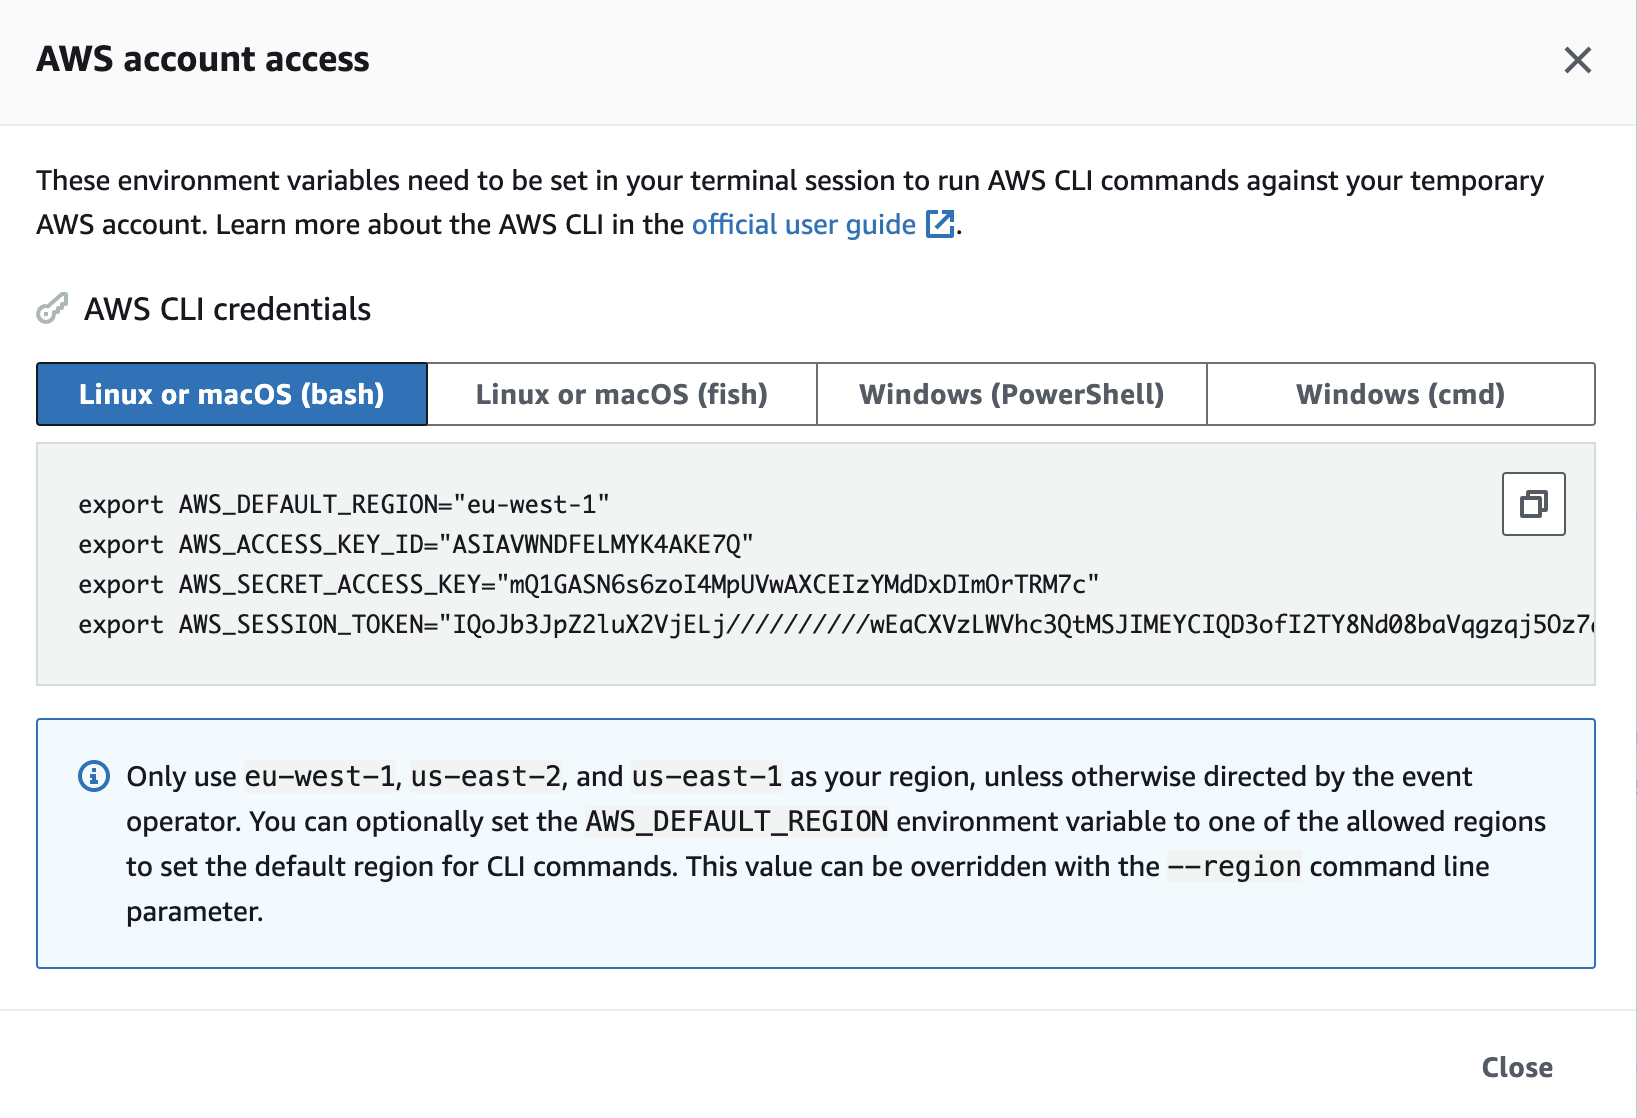 AWS account access
These environment variables need to be set in your terminal session to run AWS CLI commands against your temporary
AWS account. Learn more about the AWS CLI in the official user guide.
AWS CLI credentials
Linux or macOS (bash)
Linux or macOS (fish)
Windows (PowerShell)
Windows (cmd)
export AWS_DEFAULT_REGION="eu-west-1"
export AWS_ACCESS_KEY_ID="ASIAVWNDFELMYK4AKE7Q"
export AWS_SECRET_ACCESS_KEY="mQ1GASN6s6zoI4MpUVwAXCEIzYMdDxDImOrTRM7c"
export AWS_SESSION_TOKEN="IQoJb3JpZ2luX2VjELj//////////wEaCXVzLWVhc3QtMSJIMEYCIQD3ofI2TY8Nd08baVqgzqj5Oz7
Only use eu-west-1, us-east-2, and us-east-1 as your region, unless otherwise directed by the event
operator. You can optionally set the AWS_DEFAULT_REGION environment variable to one of the allowed regions
to set the default region for CLI commands. This value can be overridden with the --region command line
parameter.
Close